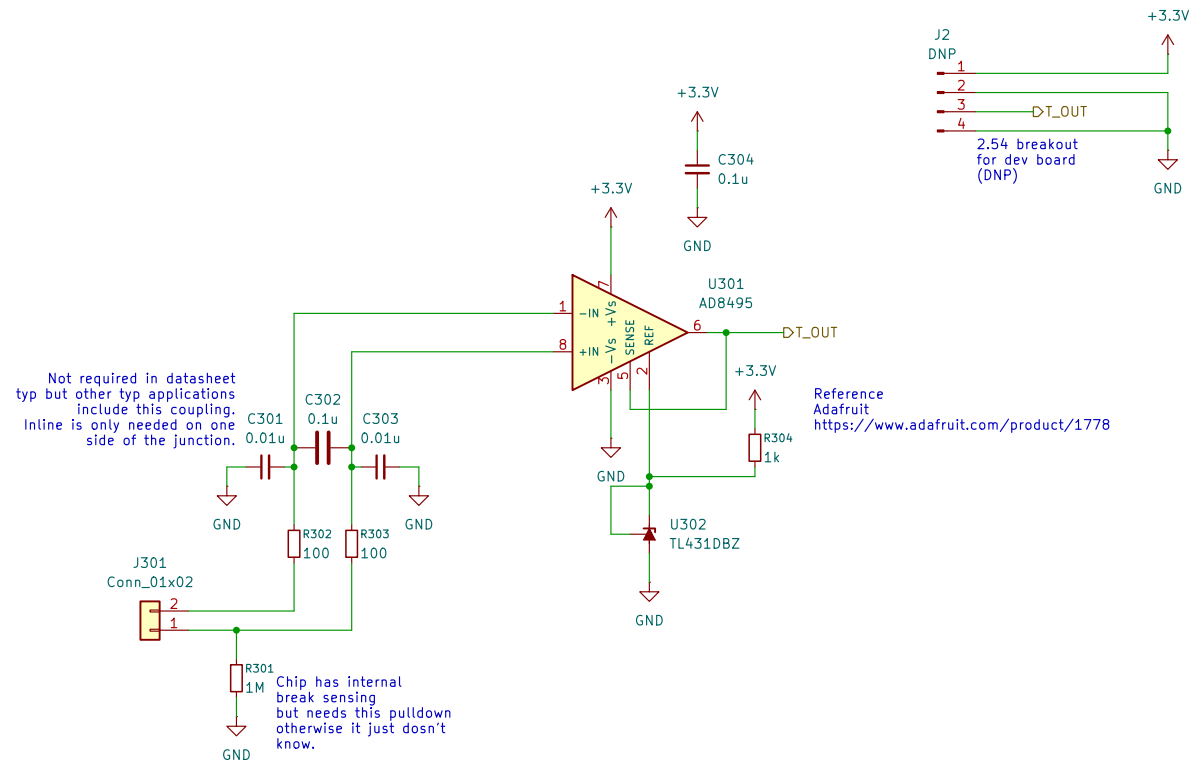 +3.3V
J2
DNP
1
2
3
4
T_OUT
2.54 breakout
for dev board
(DNP)
GND
+3.3V
C304
0.1u
GND
+3.3V
U301
AD8495
7
1
-IN
+Vs
8
+IN
-Vs
SENSE
REF
6
3
5
2
T_OUT
GND
+3.3V
R304
1k
Reference
Adafruit
https://www.adafruit.com/product/1778
Not required in datasheet
typ but other typ applications
include this coupling.
Inline is only needed on one
side of the junction.
C301
0.01u
C302
0.1u
C303
0.01u
GND
GND
R302
100
R303
100
U302
TL431DBZ
GND
J301
Conn_01x02
2
1
R301
1M
GND
Chip has internal
break sensing
but needs this pulldown
otherwise it just dosn't
know.